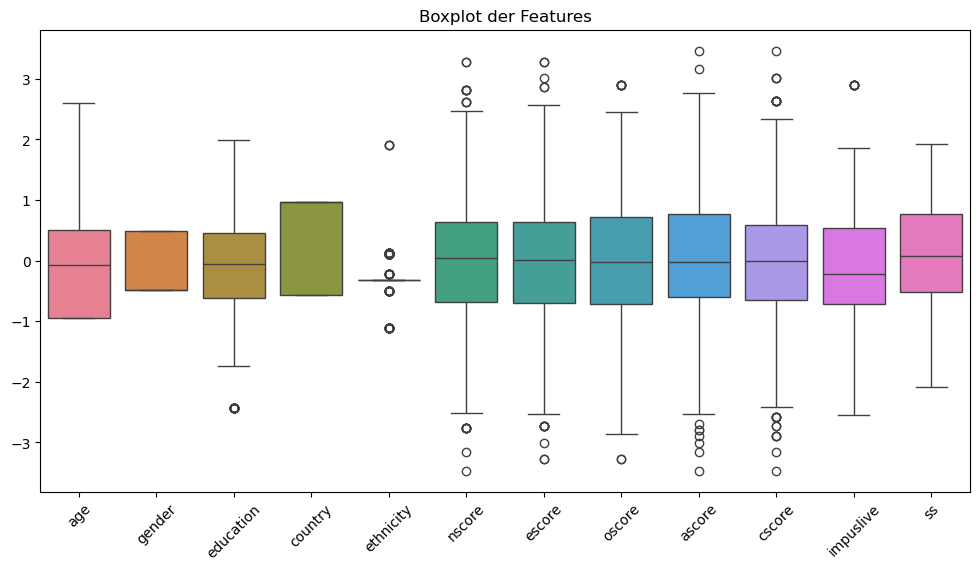 Boxplot der Features
3
2
1
0
−1
−2
−3
age
gender
education
country
ethnicity
nscore
escore
oscore
ascore
cscore
impuslive
ss